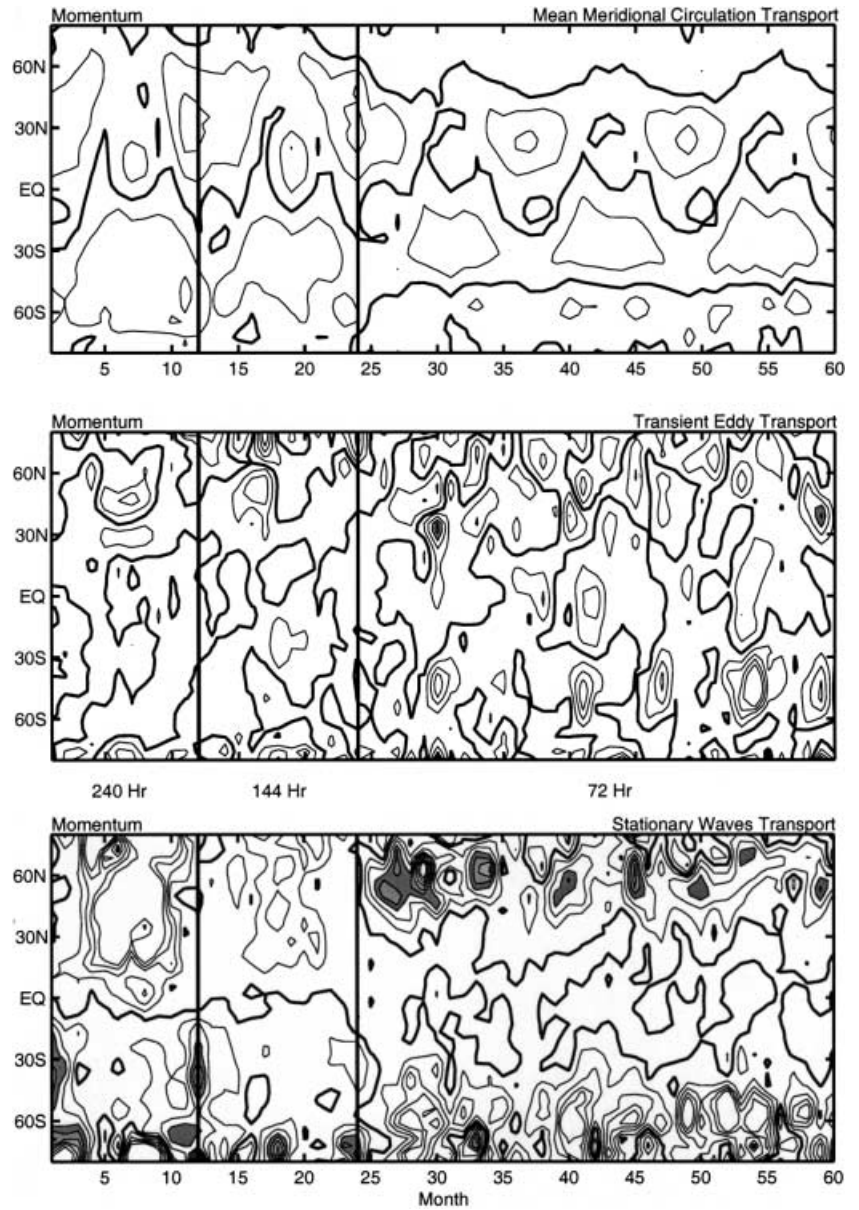 Momentum Mean Meridional Circulation Transport
60N
30N
EQ
30S
60S
5 10 15 20 25 30 35 40 45 50 55 60
Momentum Transient Eddy Transport
60N
30N
EQ
30S
60S
240 Hr 144 Hr 72 Hr
Momentum Stationary Waves Transport
60N
30N
EQ
30S
60S
5 10 15 20 25 30 35 40 45 50 55 60
Month